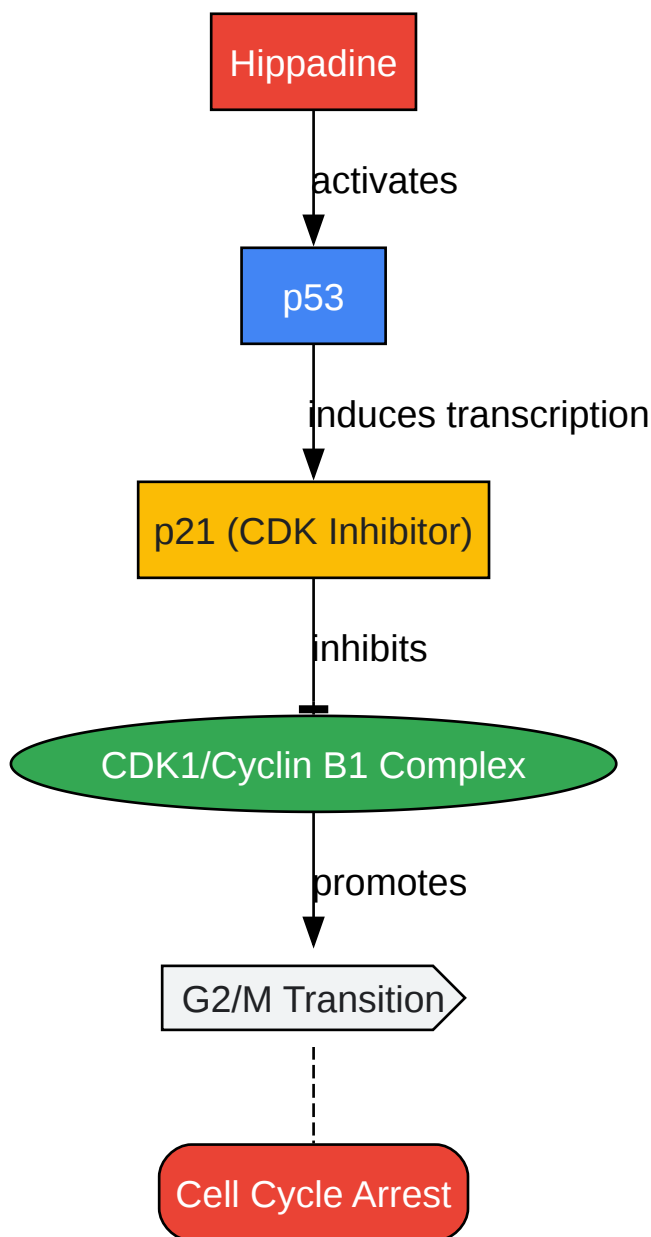 Hippadine
activates
p53
induces transcription
p21 (CDK Inhibitor)
inhibits
CDK1/Cyclin B1 Complex
promotes
G2/M Transition
Cell Cycle Arrest